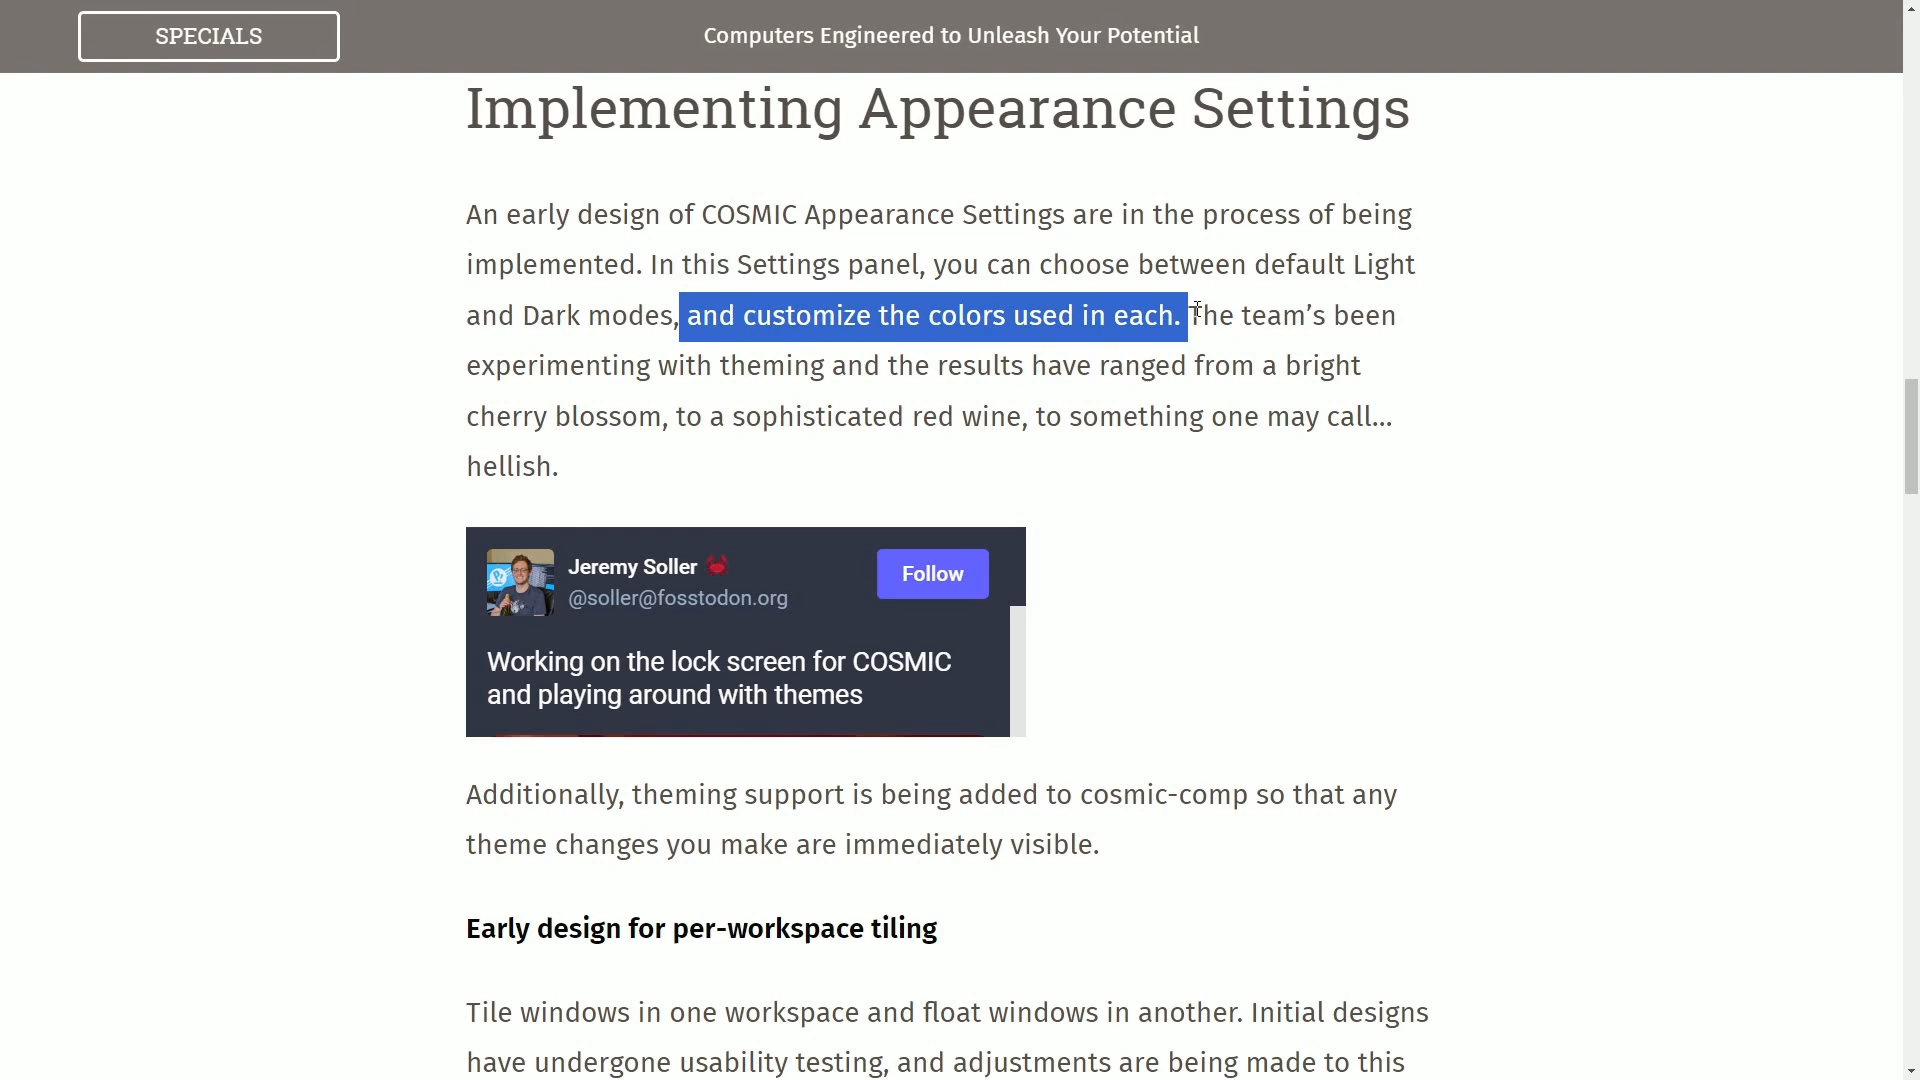 SPECIALS
Computers Engineered to Unleash Your Potential
Implementing Appearance Settings
An early design of COSMIC Appearance Settings are in the process of being
implemented. In this Settings panel, you can choose between default Light
and Dark modes, and customize the colors used in each. The team’s been
experimenting with theming and the results have ranged from a bright
cherry blossom, to a sophisticated red wine, to something one may call…
hellish.
Jeremy Soller
Follow
@soller@fosstodon.org
Working on the lock screen for COSMIC
and playing around with themes
Additionally, theming support is being added to cosmic-comp so that any
theme changes you make are immediately visible.
Early design for per-workspace tiling
Tile windows in one workspace and float windows in another. Initial designs
have undergone usability testing, and adjustments are being made to this